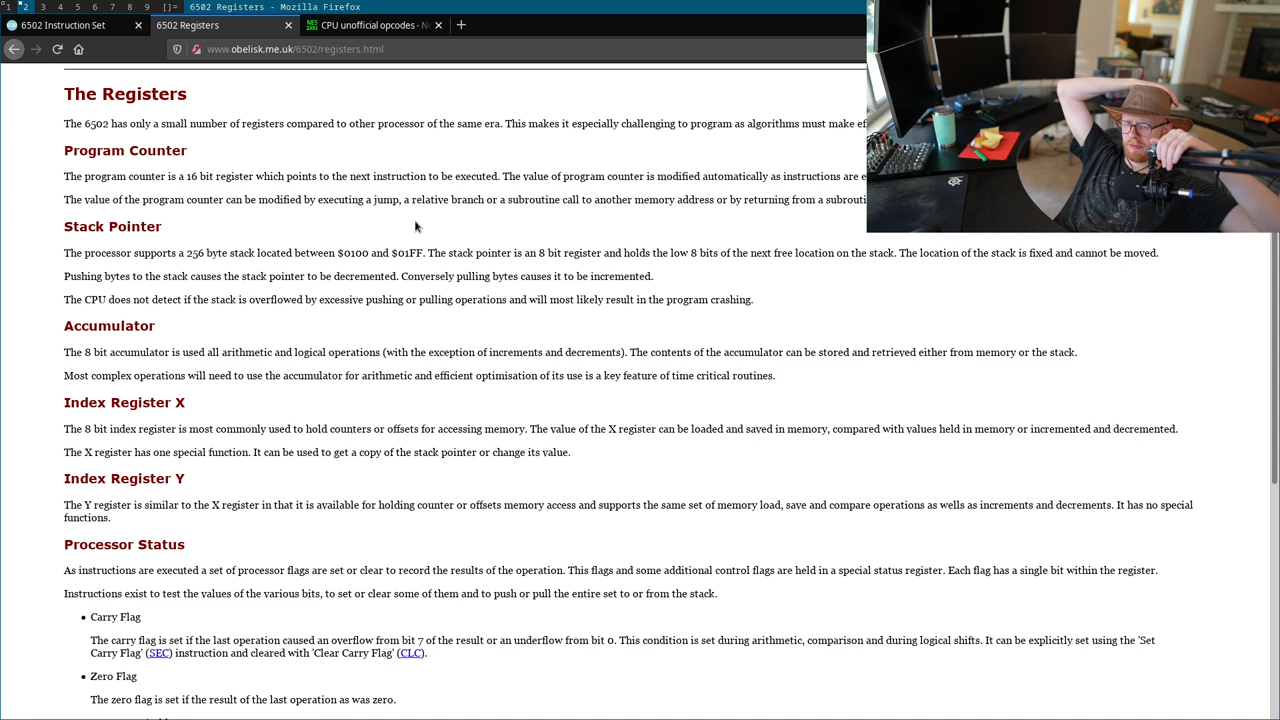 1 2 3 4 5 6 7 8 9 []= 6502 Registers - Mozilla Firefox
6502 Instruction Set
6502 Registers
NES CPU unofficial opcodes - N
www.obelisk.me.uk/6502/registers.html
The Registers
The 6502 has only a small number of registers compared to other processor of the same era. This makes it especially challenging to program as algorithms must make ef
Program Counter
The program counter is a 16 bit register which points to the next instruction to be executed. The value of program counter is modified automatically as instructions are e
The value of the program counter can be modified by executing a jump, a relative branch or a subroutine call to another memory address or by returning from a subrouti
Stack Pointer
The processor supports a 256 byte stack located between $0100 and $01FF. The stack pointer is an 8 bit register and holds the low 8 bits of the next free location on the stack. The location of the stack is fixed and cannot be moved.
Pushing bytes to the stack causes the stack pointer to be decremented. Conversely pulling bytes causes it to be incremented.
The CPU does not detect if the stack is overflowed by excessive pushing or pulling operations and will most likely result in the program crashing.
Accumulator
The 8 bit accumulator is used all arithmetic and logical operations (with the exception of increments and decrements). The contents of the accumulator can be stored and retrieved either from memory or the stack.
Most complex operations will need to use the accumulator for arithmetic and efficient optimisation of its use is a key feature of time critical routines.
Index Register X
The 8 bit index register is most commonly used to hold counters or offsets for accessing memory. The value of the X register can be loaded and saved in memory, compared with values held in memory or incremented and decremented.
The X register has one special function. It can be used to get a copy of the stack pointer or change its value.
Index Register Y
The Y register is similar to the X register in that it is available for holding counter or offsets memory access and supports the same set of memory load, save and compare operations as wells as increments and decrements. It has no special
functions.
Processor Status
As instructions are executed a set of processor flags are set or clear to record the results of the operation. This flags and some additional control flags are held in a special status register. Each flag has a single bit within the register.
Instructions exist to test the values of the various bits, to set or clear some of them and to push or pull the entire set to or from the stack.
• Carry Flag
The carry flag is set if the last operation caused an overflow from bit 7 of the result or an underflow from bit 0. This condition is set during arithmetic, comparison and during logical shifts. It can be explicitly set using the 'Set
Carry Flag' (SEC) instruction and cleared with 'Clear Carry Flag' (CLC).
• Zero Flag
The zero flag is set if the result of the last operation as was zero.